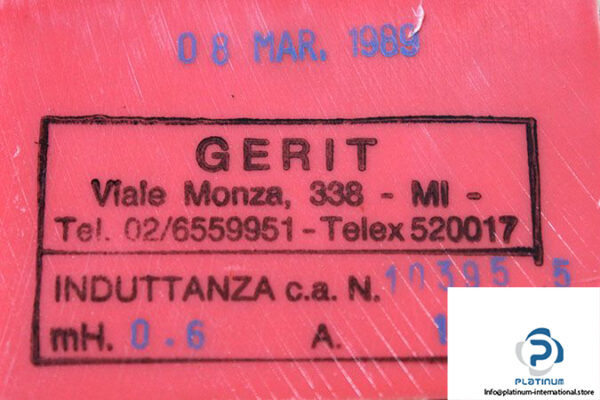 08 MAR. 1989
GERIT
Viale Monza, 338 - MI -
Tel. 02/6559951 - Telex 520017
INDUTTANZA c.a. N. 10395 5
mH. 0.6 A.
PLATINUM
Info@platinum-international.store